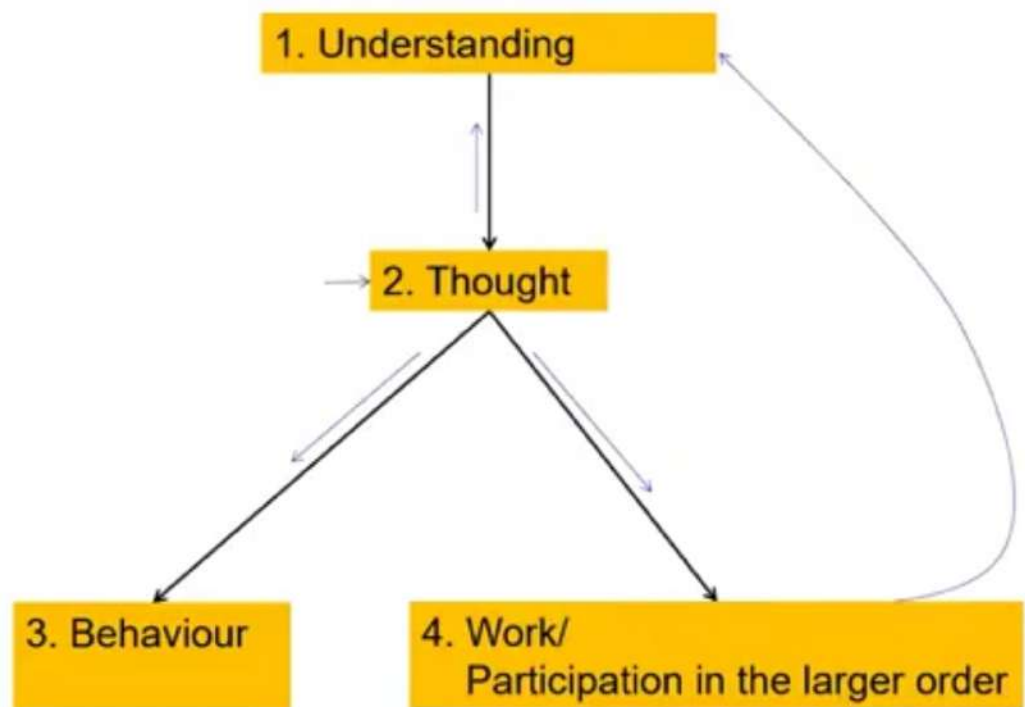 1. Understanding
2. Thought
3. Behaviour
4. Work/
Participation in the larger order